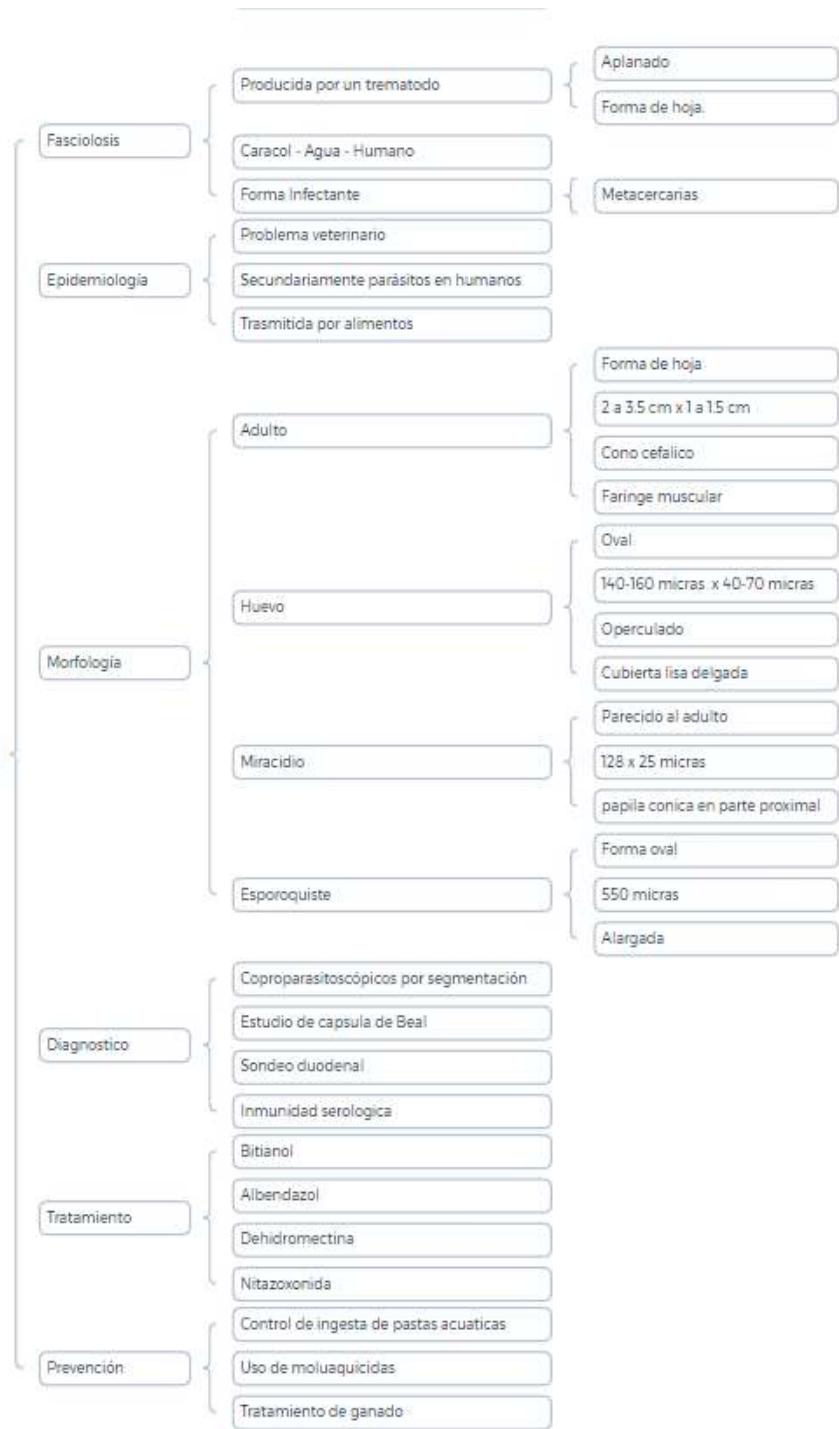 Fasciolosis
Producida por un trematodo
Aplanado
Forma de hoja.
Caracol - Agua - Humano
Forma Infectante
Metacercarias
Epidemiología
Problema veterinario
Secundariamente parásitos en humanos
Trasmitida por alimentos
Morfología
Adulto
Forma de hoja
2 a 3.5 cm x 1 a 1.5 cm
Cono cefalico
Faringe muscular
Huevo
Oval
140-160 micras x 40-70 micras
Operculado
Cubierta lisa delgada
Miracidio
Parecido al adulto
128 x 25 micras
papila conica en parte proximal
Esporoquiste
Forma oval
550 micras
Alargada
Diagnostico
Coproparasitoscópicos por segmentación
Estudio de capsula de Beal
Sondeo duodenal
Inmunidad serologica
Tratamiento
Bitianol
Albendazol
Dehidromectina
Nitazoxonida
Prevención
Control de ingesta de pastas acuaticas
Uso de moluaquicidas
Tratamiento de ganado